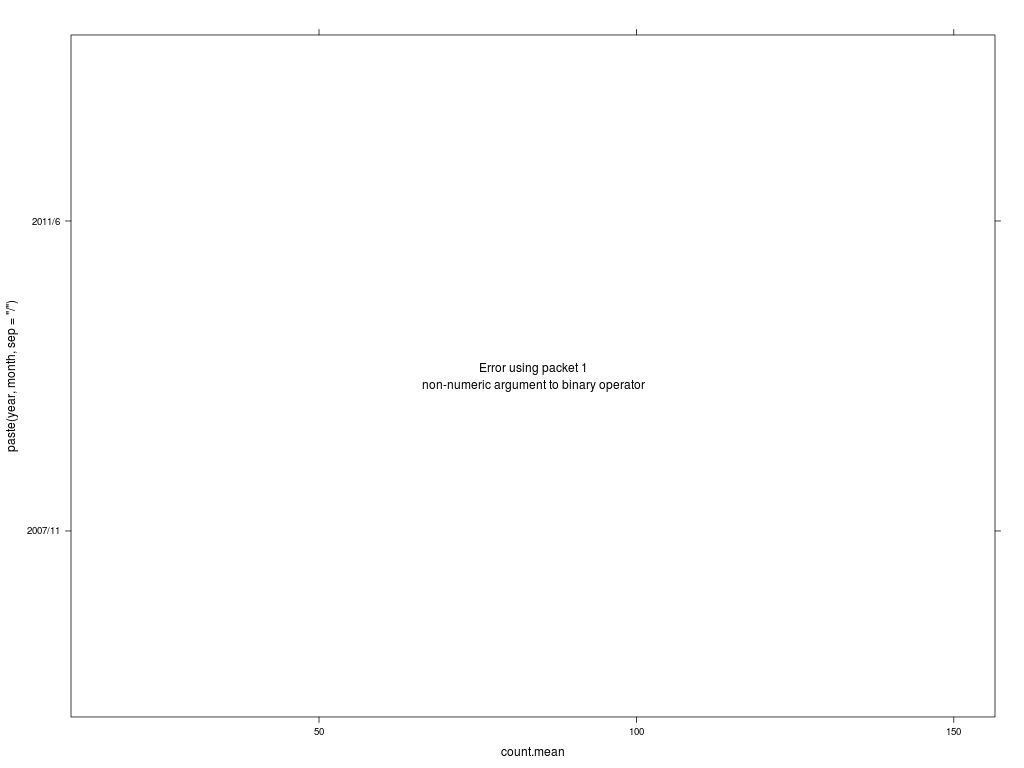 2011/6
paste(year, month, sep = "/")
Error using packet 1
non-numeric argument to binary operator
2007/11
50
100
150
count.mean